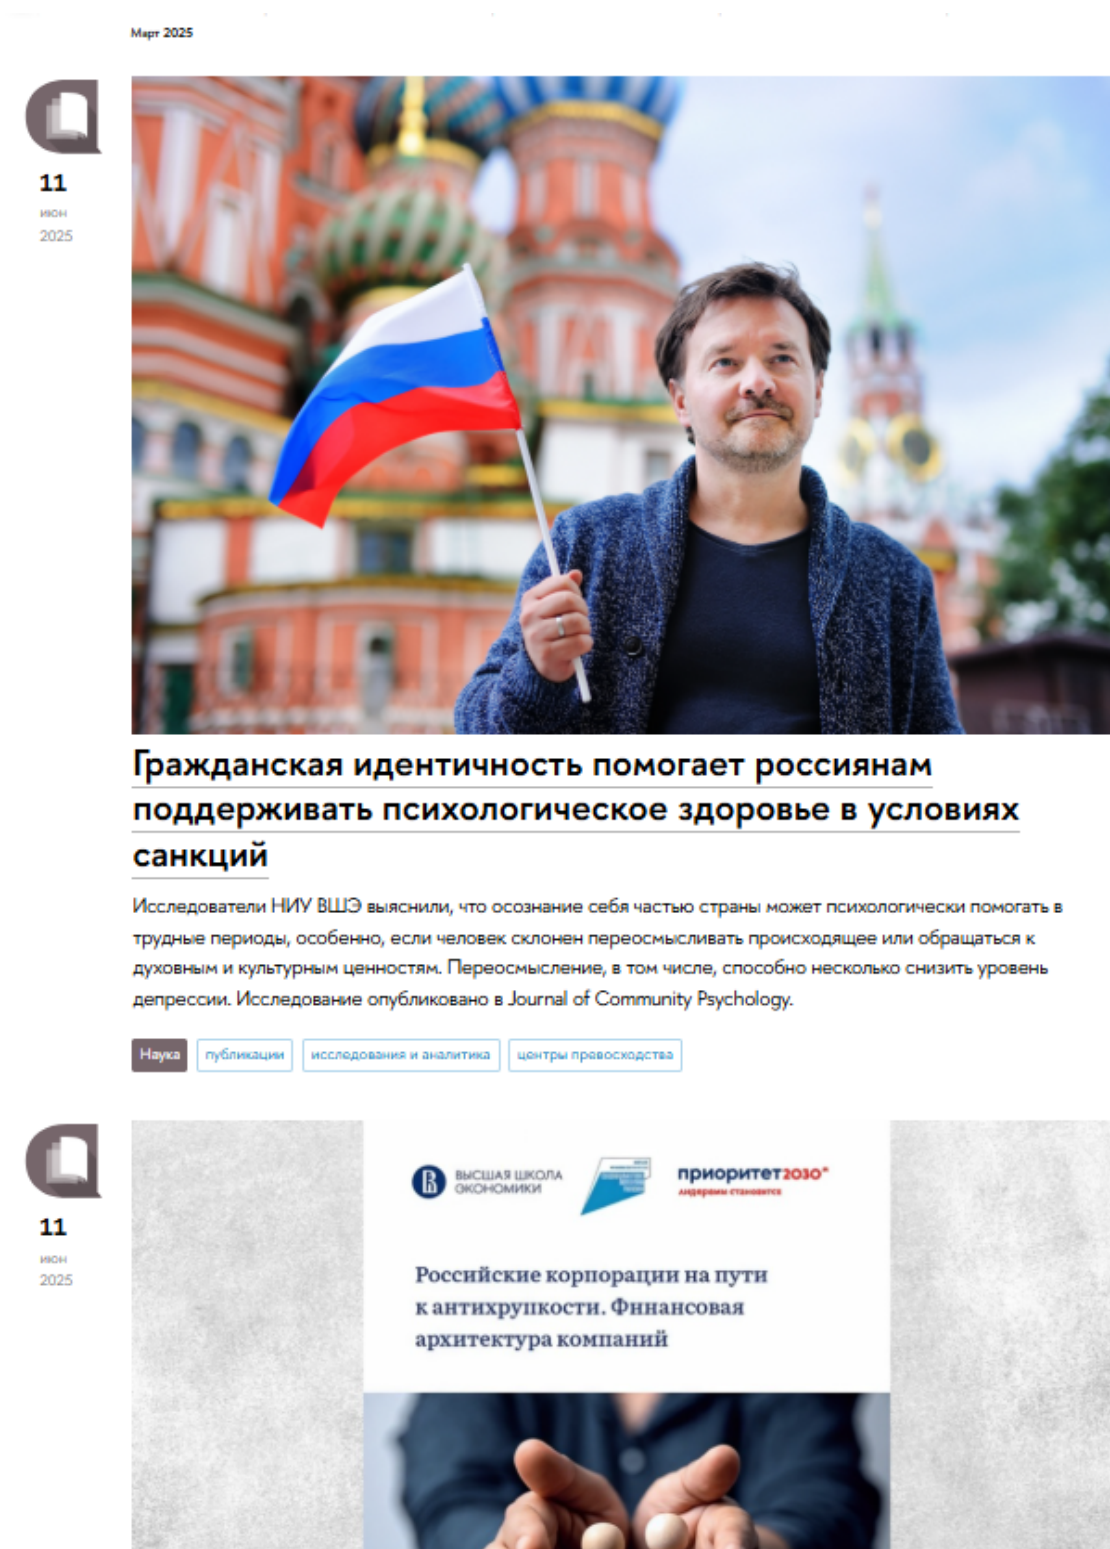 Март 2025
11
июн
2025
Гражданская идентичность помогает россиянам
поддерживать психологическое здоровье в условиях
санкций
Исследователи НИУ ВШЭ выяснили, что осознание себя частью страны может психологически помогать в
трудные периоды, особенно, если человек склонен переосмысливать происходящее или обращаться к
духовным и культурным ценностям. Переосмысление, в том числе, способно несколько снизить уровень
депрессии. Исследование опубликовано в Journal of Community Psychology.
Наука
публикации
исследования и аналитика
центры превосходства
11
июн
2025
ВЫСШАЯ ШКОЛА
ЭКОНОМИКИ
приоритет2030*
лидерами становятся
Российские корпорации на пути
к антихрупкости. Финансовая
архитектура компаний